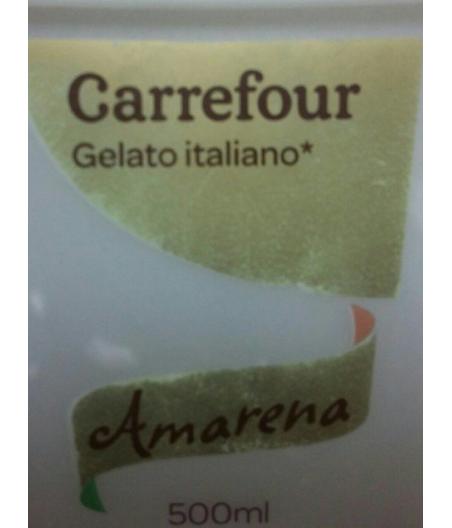 Carrefour
Gelato italiano*
Amarena
500ml